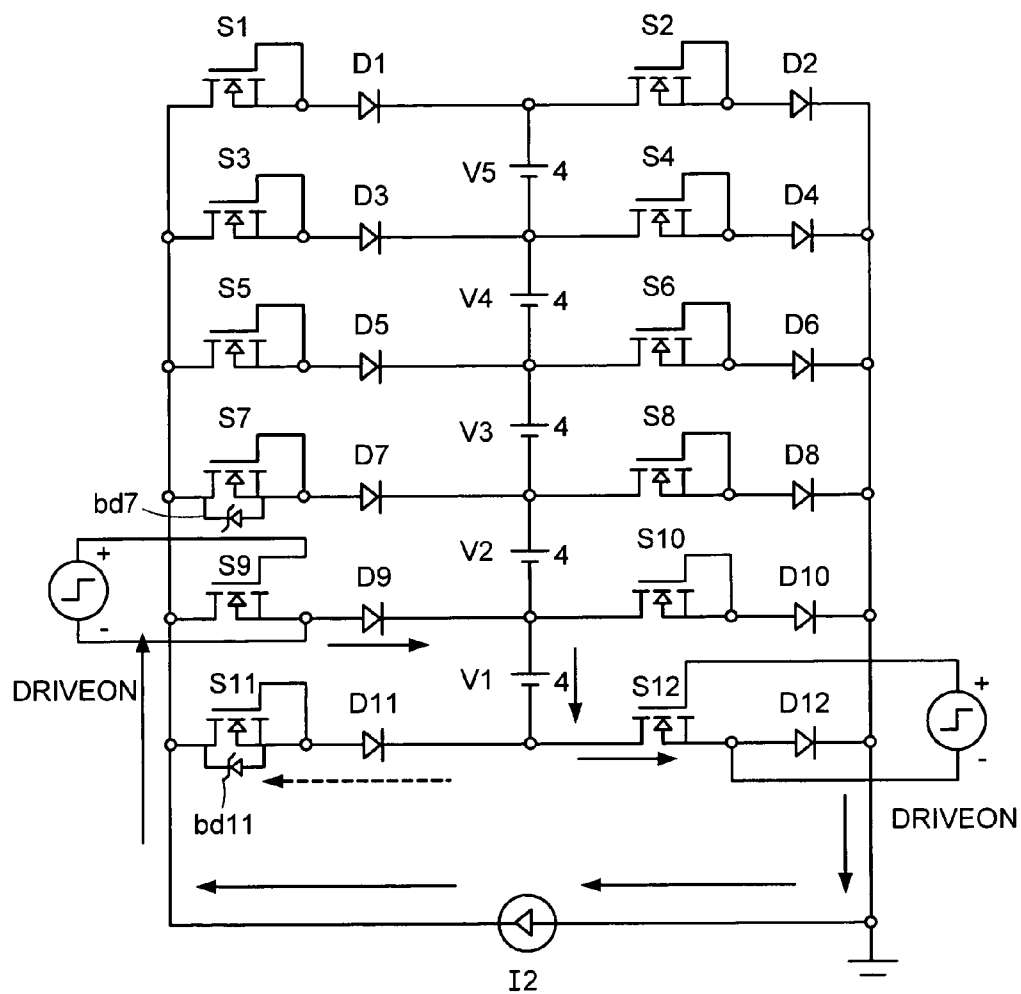 S1
S2
D1
D2
V5 4
S3
S4
D3
D4
V4 4
S5
S6
D5
D6
V3 4
S7
S8
D7
D8
bd7
V2 4
+
S9
S10
D9
D10
-
DRIVEON
V1 4
S11
S12
D11
D12
+
-
bd11
DRIVEON
I2